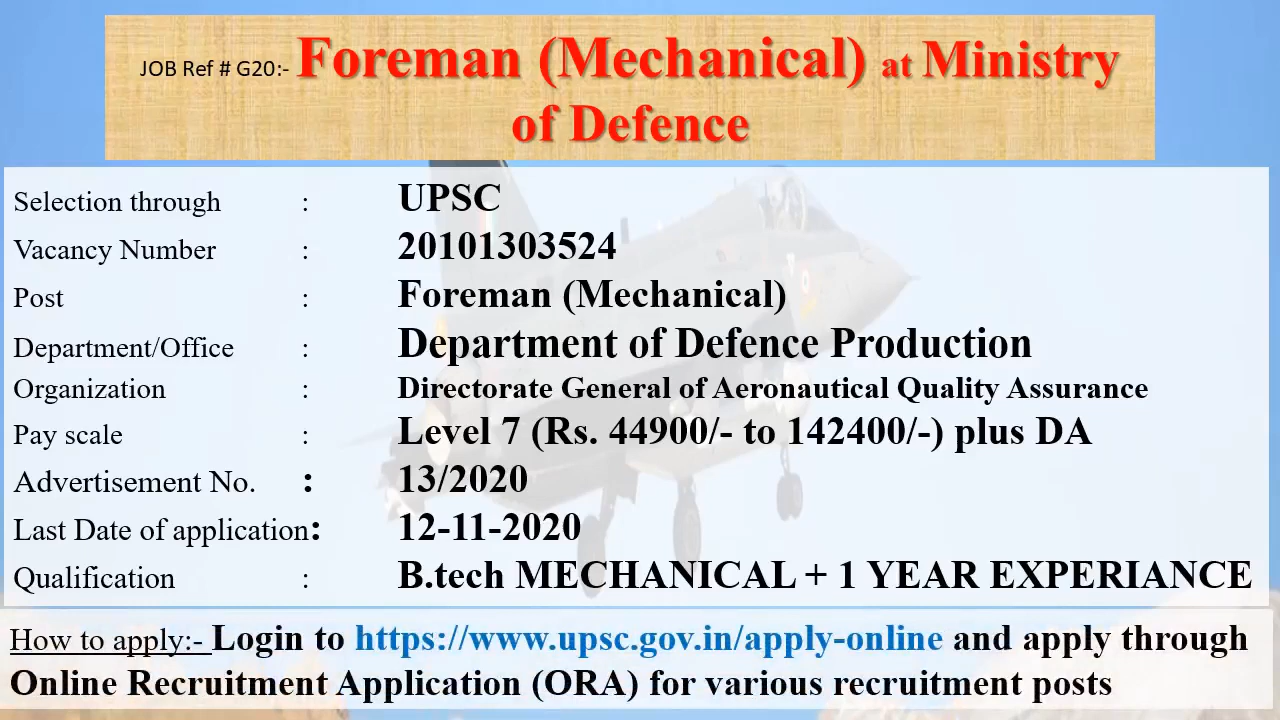 JOB Ref # G20:- Foreman (Mechanical) at Ministry
of Defence
Selection through : UPSC
Vacancy Number : 20101303524
Post : Foreman (Mechanical)
Department/Office : Department of Defence Production
Organization : Directorate General of Aeronautical Quality Assurance
Pay scale : Level 7 (Rs. 44900/- to 142400/-) plus DA
Advertisement No. : 13/2020
Last Date of application: 12-11-2020
Qualification : B.tech MECHANICAL + 1 YEAR EXPERIANCE
How to apply:- Login to https://www.upsc.gov.in/apply-online and apply through
Online Recruitment Application (ORA) for various recruitment posts